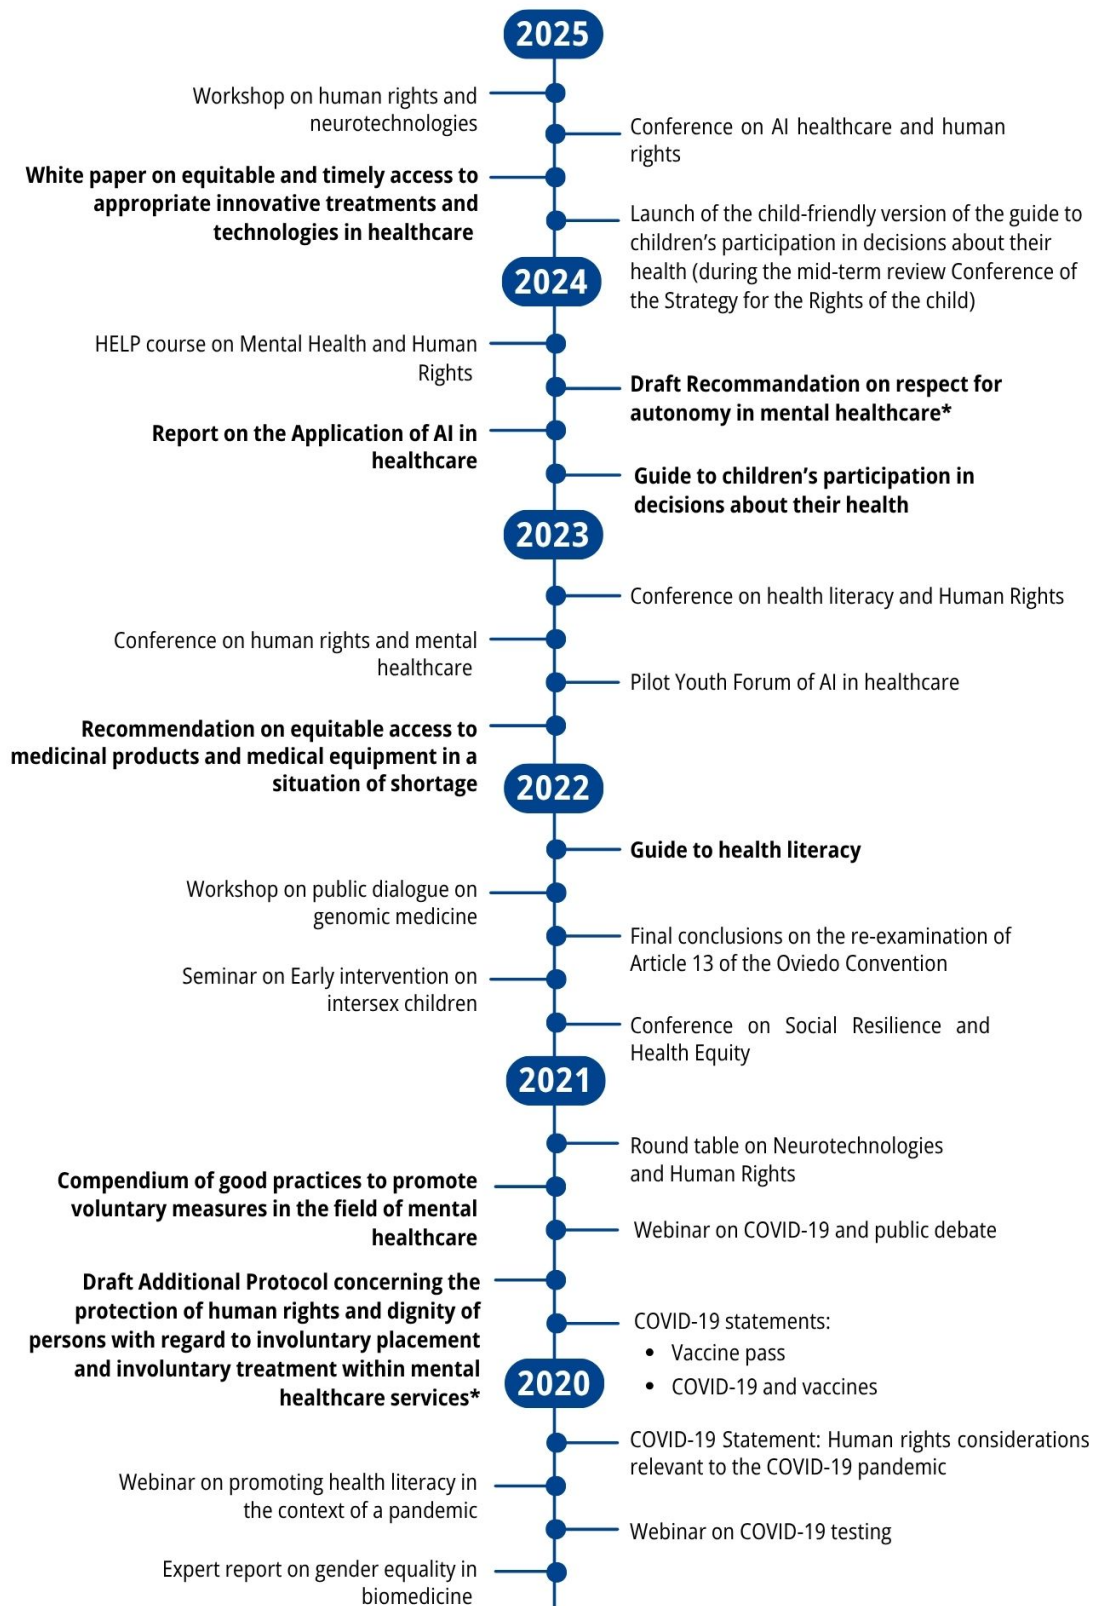 2025
Workshop on human rights and
neurotechnologies
Conference on AI healthcare and human
rights
White paper on equitable and timely access to
appropriate innovative treatments and
technologies in healthcare
Launch of the child-friendly version of the guide to
children’s participation in decisions about their
health (during the mid-term review Conference of
the Strategy for the Rights of the child)
2024
HELP course on Mental Health and Human
Rights
Draft Recommandation on respect for
autonomy in mental healthcare*
Report on the Application of AI in
healthcare
Guide to children’s participation in
decisions about their health
2023
Conference on health literacy and Human Rights
Conference on human rights and mental
healthcare
Pilot Youth Forum of AI in healthcare
Recommendation on equitable access to
medicinal products and medical equipment in a
situation of shortage
2022
Guide to health literacy
Workshop on public dialogue on
genomic medicine
Final conclusions on the re-examination of
Article 13 of the Oviedo Convention
Seminar on Early intervention on
intersex children
Conference on Social Resilience and
Health Equity
2021
Round table on Neurotechnologies
and Human Rights
Compendium of good practices to promote
voluntary measures in the field of mental
healthcare
Webinar on COVID-19 and public debate
Draft Additional Protocol concerning the
protection of human rights and dignity of
persons with regard to involuntary placement
and involuntary treatment within mental
healthcare services*
COVID-19 statements:
• Vaccine pass
• COVID-19 and vaccines
2020
COVID-19 Statement: Human rights considerations
relevant to the COVID-19 pandemic
Webinar on promoting health literacy in
the context of a pandemic
Webinar on COVID-19 testing
Expert report on gender equality in
biomedicine